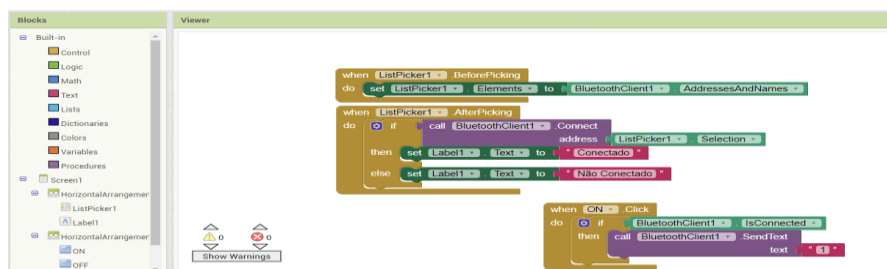 Blocks
Viewer
Built-in
Control
Logic
Math
Text
Lists
Dictionaries
Colors
Variables
Procedures
Screen1
HorizontalArrangemen
ListPicker1
Label1
HorizontalArrangemen
ON
OFF
when ListPicker1 .BeforePicking
do set ListPicker1 . Elements to BluetoothClient1 . AddressesAndNames
when ListPicker1 .AfterPicking
do if call BluetoothClient1 .Connect
address ListPicker1 . Selection
then set Label1 . Text to " Conectado "
else set Label1 . Text to " Não Conectado "
when ON .Click
do if BluetoothClient1 . IsConnected
then call BluetoothClient1 .SendText
text " 1 "
0 0
Show Warnings